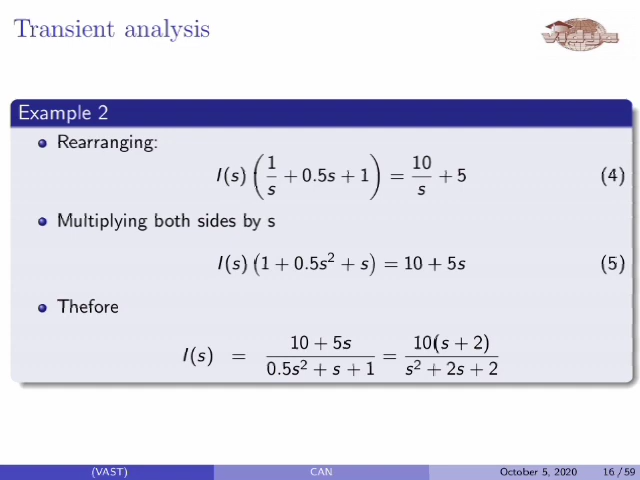 Transient analysis
vidya
Example 2
Rearranging:
I(s) (1/s + 0.5s + 1) = 10/s + 5 (4)
Multiplying both sides by s
I(s) (1 + 0.5s² + s) = 10 + 5s (5)
Thefore
I(s) = (10 + 5s)/(0.5s² + s + 1) = 10(s + 2)/(s² + 2s + 2)
(VAST) CAN October 5, 2020 16 / 59